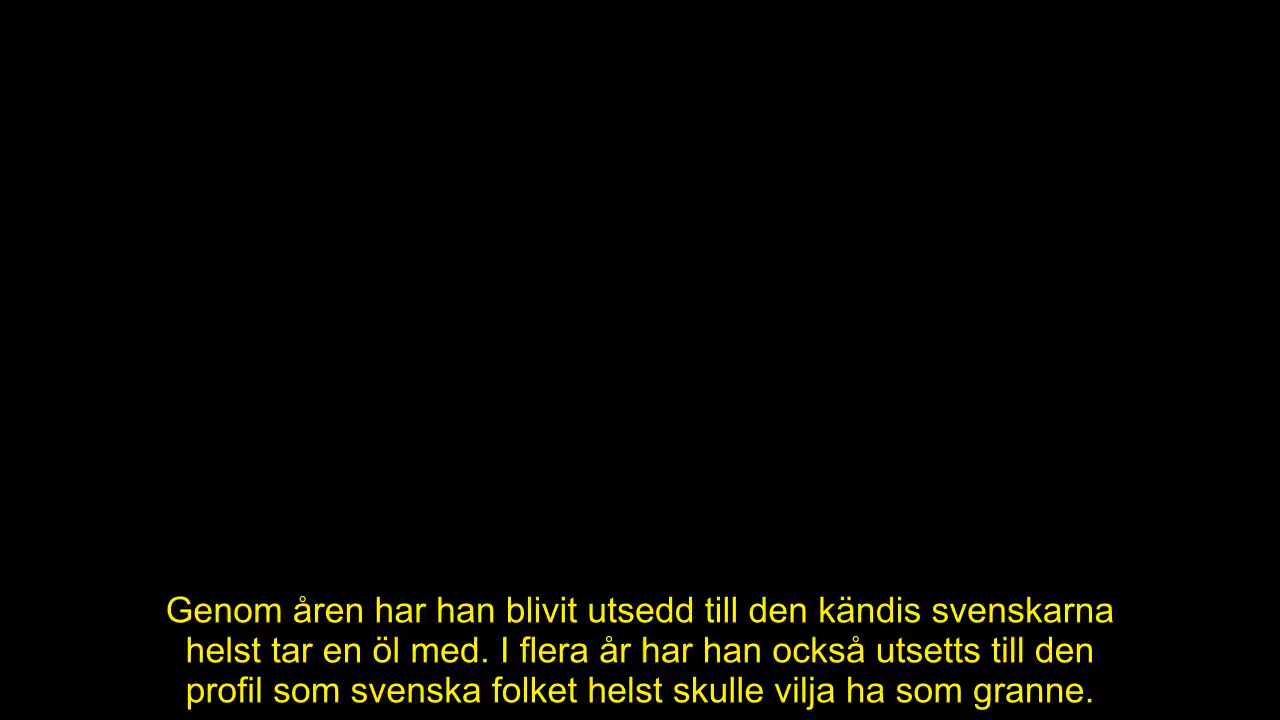 Genom åren har han blivit utsedd till den kändis svenskarna
helst tar en öl med. I flera år har han också utsetts till den
profil som svenska folket helst skulle vilja ha som granne.